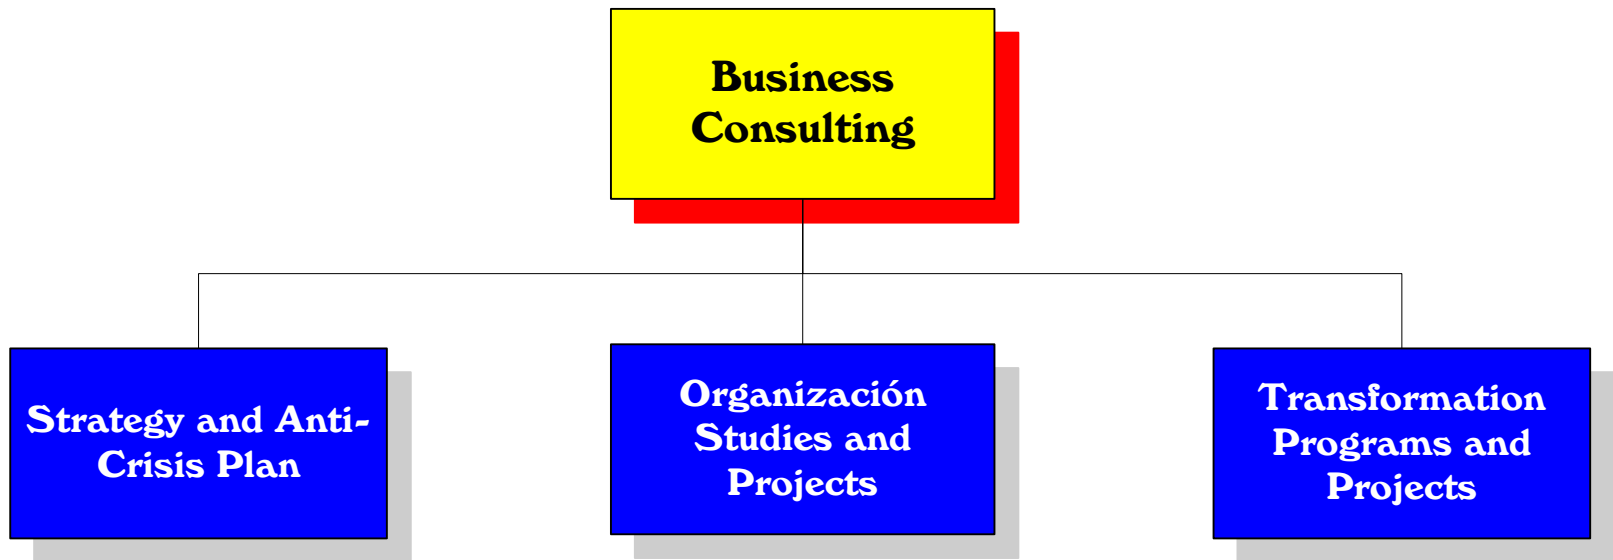 Business
Consulting
Strategy and Anti-
Crisis Plan
Organización
Studies and
Projects
Transformation
Programs and
Projects